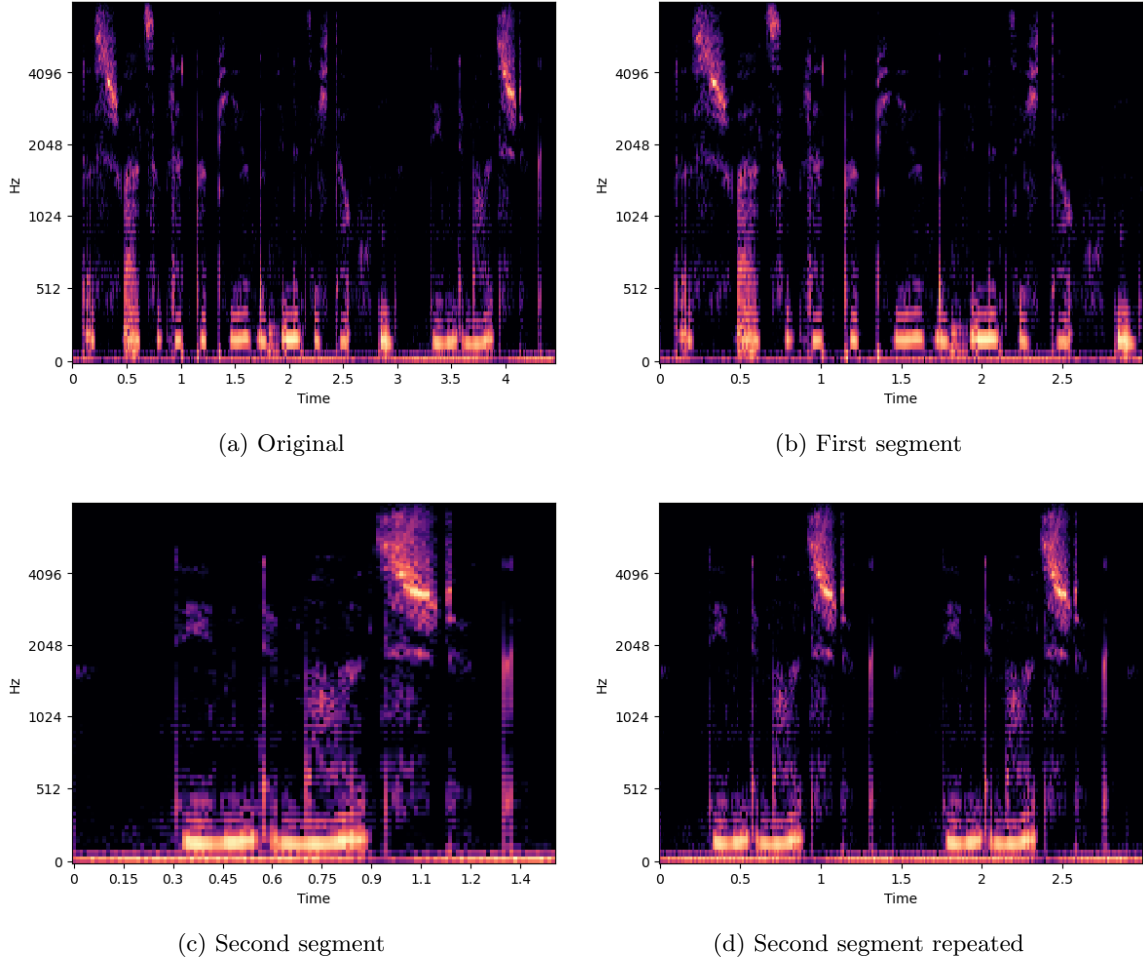 4096
2048
1024
512
0
Hz
0 0.5 1 1.5 2 2.5 3 3.5 4
Time
(a) Original
4096
2048
1024
512
0
Hz
0 0.5 1 1.5 2 2.5
Time
(b) First segment
4096
2048
1024
512
0
Hz
0 0.15 0.3 0.45 0.6 0.75 0.9 1.1 1.2 1.4
Time
(c) Second segment
4096
2048
1024
512
0
Hz
0 0.5 1 1.5 2 2.5
Time
(d) Second segment repeated